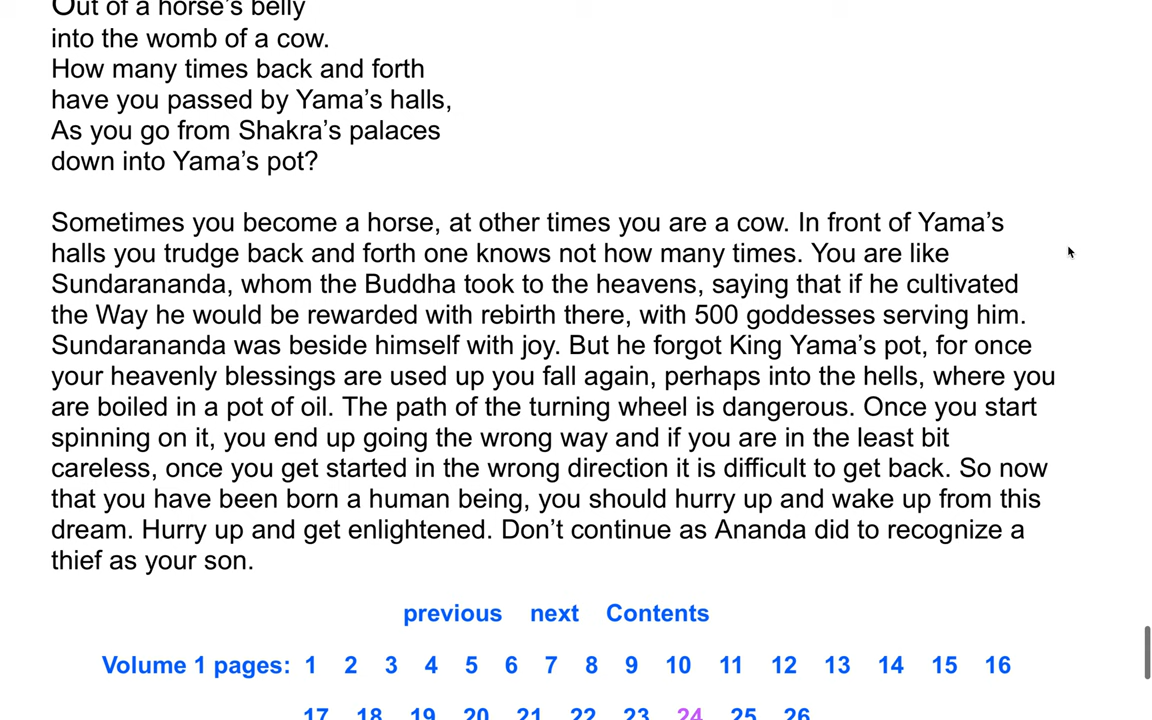 Out of a horse's belly
into the womb of a cow.
How many times back and forth
have you passed by Yama’s halls,
As you go from Shakra’s palaces
down into Yama’s pot?
Sometimes you become a horse, at other times you are a cow. In front of Yama’s
halls you trudge back and forth one knows not how many times. You are like
Sundarananda, whom the Buddha took to the heavens, saying that if he cultivated
the Way he would be rewarded with rebirth there, with 500 goddesses serving him.
Sundarananda was beside himself with joy. But he forgot King Yama’s pot, for once
your heavenly blessings are used up you fall again, perhaps into the hells, where you
are boiled in a pot of oil. The path of the turning wheel is dangerous. Once you start
spinning on it, you end up going the wrong way and if you are in the least bit
careless, once you get started in the wrong direction it is difficult to get back. So now
that you have been born a human being, you should hurry up and wake up from this
dream. Hurry up and get enlightened. Don’t continue as Ananda did to recognize a
thief as your son.
previous next Contents
Volume 1 pages: 1 2 3 4 5 6 7 8 9 10 11 12 13 14 15 16
17 18 19 20 21 22 23 24 25 26